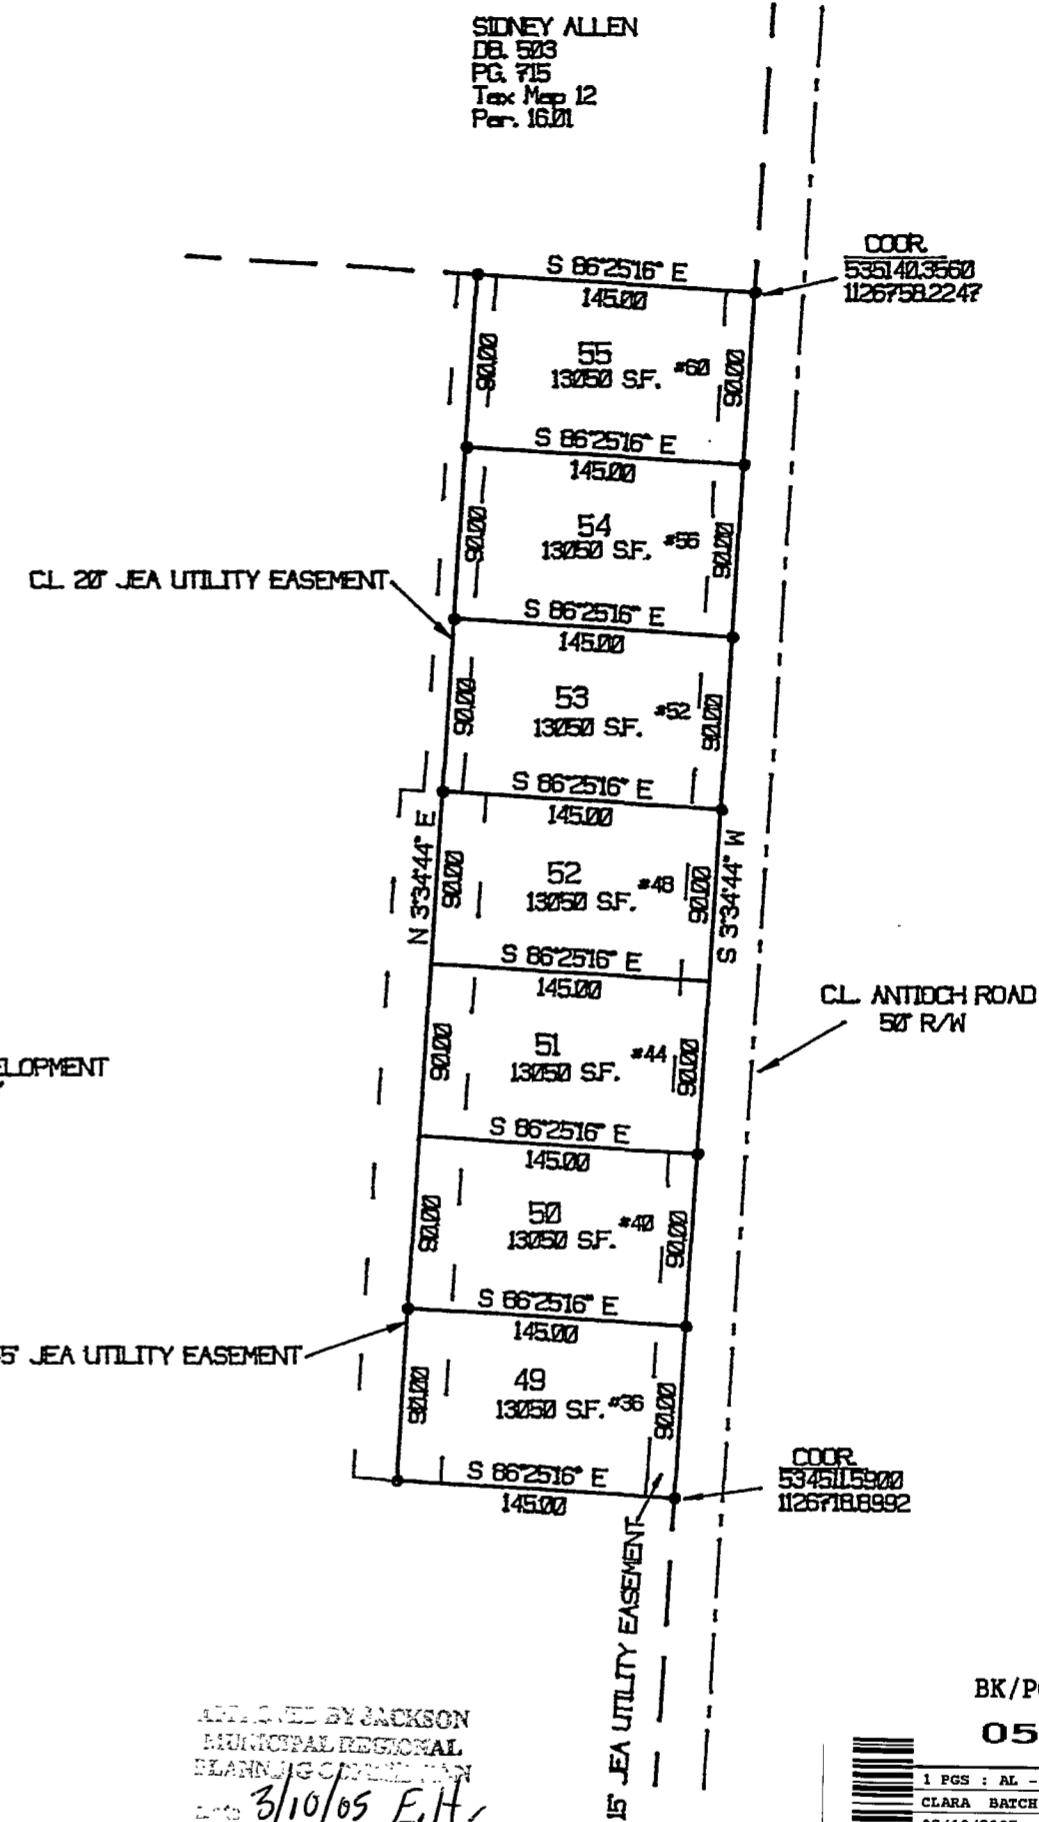 SIDNEY ALLEN
DB. 503
PG. 715
Tax Map 12
Par. 16.01
COOR.
535140.3560
1126758.2247
S 86°25'16" E
145.00
90.00
55
13050 S.F.
#60
90.00
S 86°25'16" E
145.00
90.00
54
13050 S.F.
#56
90.00
C.L. 20' JEA UTILITY EASEMENT
S 86°25'16" E
145.00
90.00
53
13050 S.F.
#52
90.00
S 86°25'16" E
145.00
N 3°34'44" E
90.00
52
13050 S.F.
#48
90.00
S 3°34'44" W
S 86°25'16" E
145.00
C.L. ANTIOCH ROAD
50' R/W
90.00
51
13050 S.F.
#44
90.00
ELOPMENT
S 86°25'16" E
145.00
90.00
50
13050 S.F.
#40
90.00
S 86°25'16" E
145.00
5' JEA UTILITY EASEMENT
90.00
49
13050 S.F.
#36
90.00
S 86°25'16" E
145.00
COOR.
534511.5900
1126718.8992
15' JEA UTILITY EASEMENT
APPROVED BY JACKSON
MUNICIPAL REGIONAL
PLANNING
3/10/05 E.H.
BK/P
05
1 PGS : AL -
CLARA BATCH